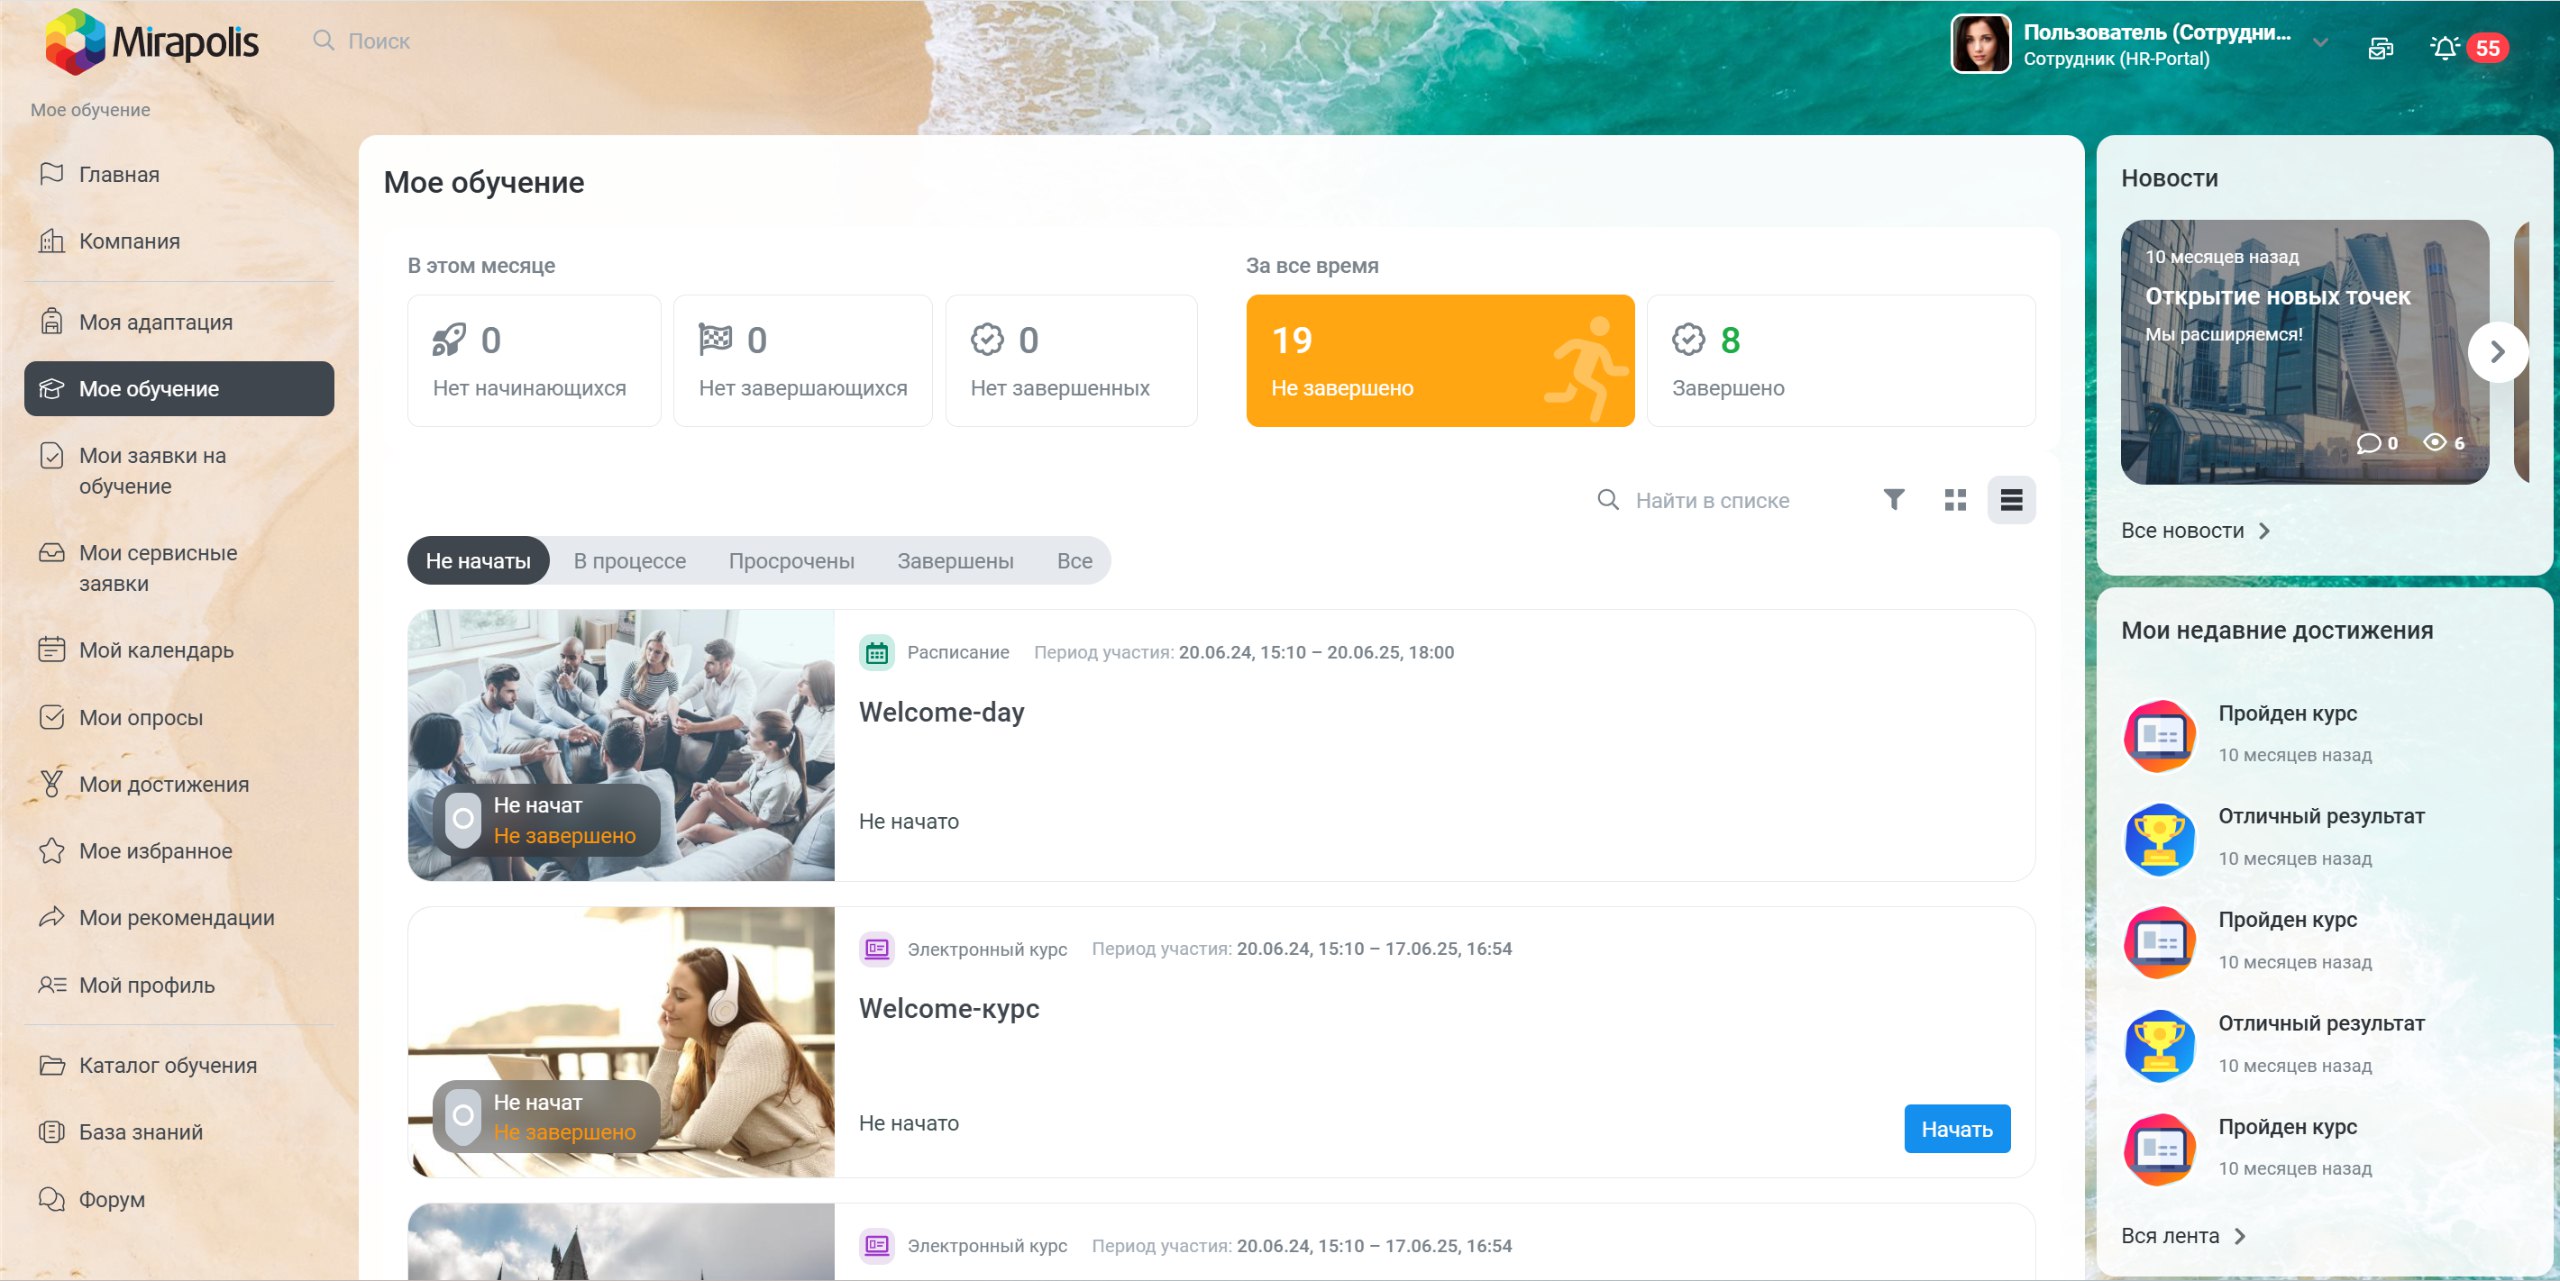 Mirapolis
Поиск
Пользователь (Сотрудни...
Сотрудник (HR-Portal)
55
Мое обучение
Главная
Компания
Моя адаптация
Мое обучение
Мои заявки на
обучение
Мои сервисные
заявки
Мой календарь
Мои опросы
Мои достижения
Мое избранное
Мои рекомендации
Мой профиль
Каталог обучения
База знаний
Форум
Мое обучение
В этом месяце
0
Нет начинающихся
0
Нет завершающихся
0
Нет завершенных
За все время
19
Не завершено
8
Завершено
Найти в списке
Не начаты
В процессе
Просрочены
Завершены
Все
Расписание Период участия: 20.06.24, 15:10 – 20.06.25, 18:00
Welcome-day
Не начат
Не завершено
Не начато
Электронный курс Период участия: 20.06.24, 15:10 – 17.06.25, 16:54
Welcome-курс
Не начат
Не завершено
Не начато
Начать
Электронный курс Период участия: 20.06.24, 15:10 – 17.06.25, 16:54
Новости
10 месяцев назад
Открытие новых точек
Мы расширяемся!
0
6
Все новости
Мои недавние достижения
Пройден курс
10 месяцев назад
Отличный результат
10 месяцев назад
Пройден курс
10 месяцев назад
Отличный результат
10 месяцев назад
Пройден курс
10 месяцев назад
Вся лента